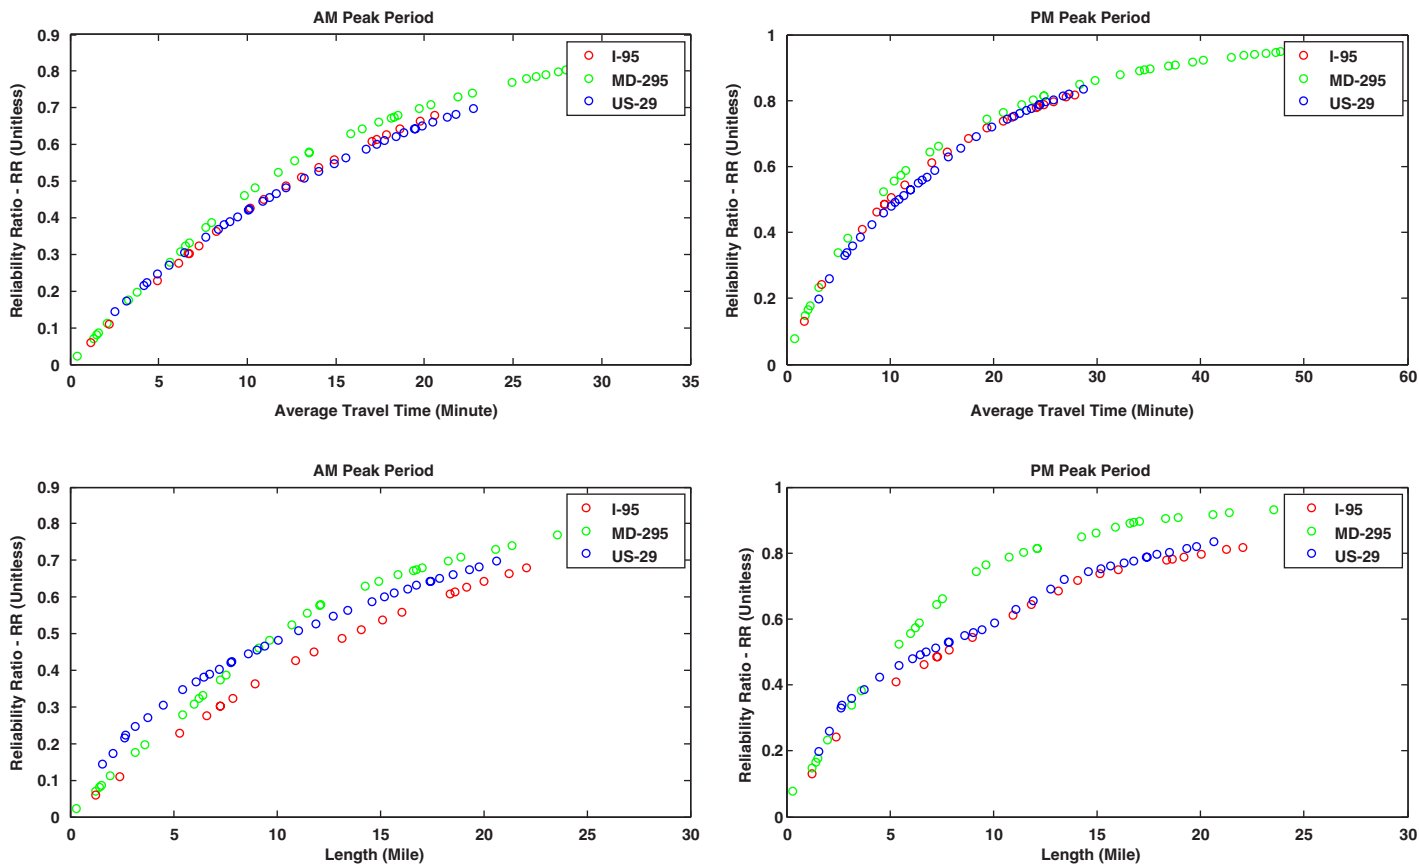 AM Peak Period
Reliability Ratio - RR (Unitless)
0.9
0.8
0.7
0.6
0.5
0.4
0.3
0.2
0.1
0
I-95
MD-295
US-29
0 5 10 15 20 25 30 35
Average Travel Time (Minute)
PM Peak Period
Reliability Ratio - RR (Unitless)
1
0.8
0.6
0.4
0.2
0
I-95
MD-295
US-29
0 10 20 30 40 50 60
Average Travel Time (Minute)
AM Peak Period
Reliability Ratio - RR (Unitless)
0.9
0.8
0.7
0.6
0.5
0.4
0.3
0.2
0.1
0
I-95
MD-295
US-29
0 5 10 15 20 25 30
Length (Mile)
PM Peak Period
Reliability Ratio - RR (Unitless)
1
0.8
0.6
0.4
0.2
0
I-95
MD-295
US-29
0 5 10 15 20 25 30
Length (Mile)